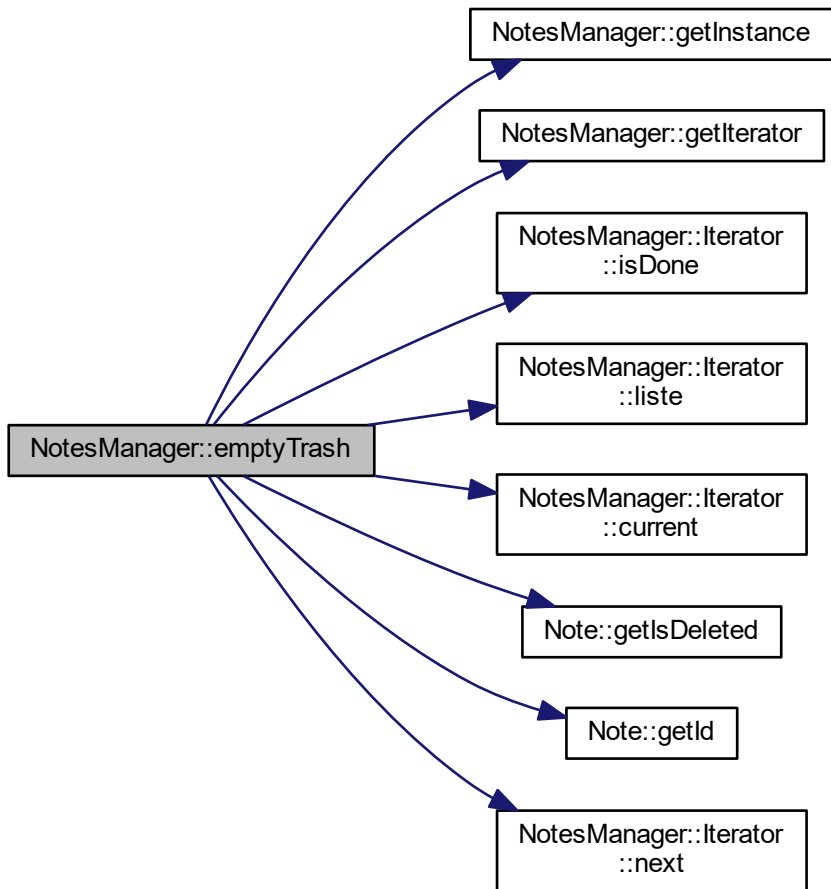 NotesManager::getInstance
NotesManager::getIterator
NotesManager::Iterator
::isDone
NotesManager::Iterator
::liste
NotesManager::emptyTrash
NotesManager::Iterator
::current
Note::getIsDeleted
Note::getId
NotesManager::Iterator
::next